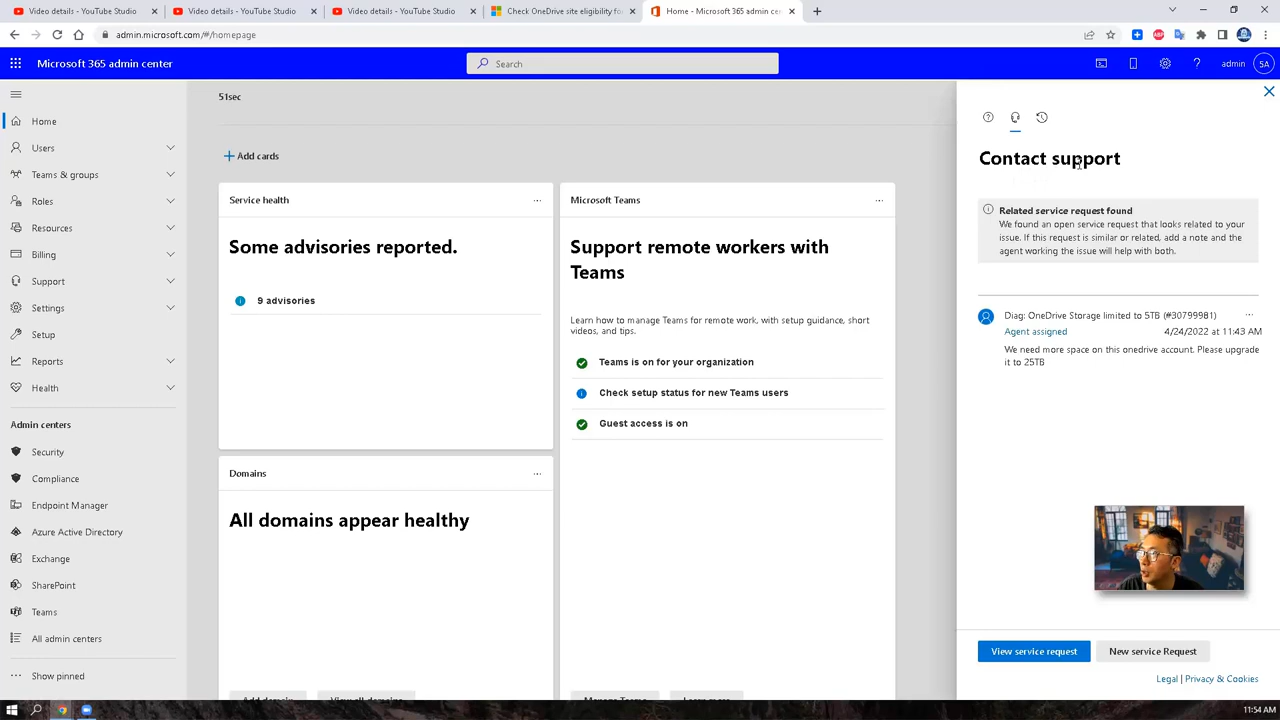 Video details - YouTube Studio
Video details - YouTube Studio
Video details - YouTube Studio
Check OneDrive site eligibility fo
Home - Microsoft 365 admin cen
admin.microsoft.com/#/homepage
Microsoft 365 admin center
Search
admin
SA
Home
Users
Teams & groups
Roles
Resources
Billing
Support
Settings
Setup
Reports
Health
Admin centers
Security
Compliance
Endpoint Manager
Azure Active Directory
Exchange
SharePoint
Teams
All admin centers
Show pinned
51sec
Add cards
Service health
Some advisories reported.
9 advisories
Domains
All domains appear healthy
Add domain
View all domains
Microsoft Teams
Support remote workers with
Teams
Learn how to manage Teams for remote work, with setup guidance, short
videos, and tips.
Teams is on for your organization
Check setup status for new Teams users
Guest access is on
Manage Teams
Learn more
Contact support
Related service request found
We found an open service request that looks related to your
issue. If this request is similar or related, add a note and the
agent working the issue will help with both.
Diag: OneDrive Storage limited to 5TB (#30799981)
Agent assigned
4/24/2022 at 11:43 AM
We need more space on this onedrive account. Please upgrade
it to 25TB
View service request
New service Request
Legal | Privacy & Cookies
11:54 AM